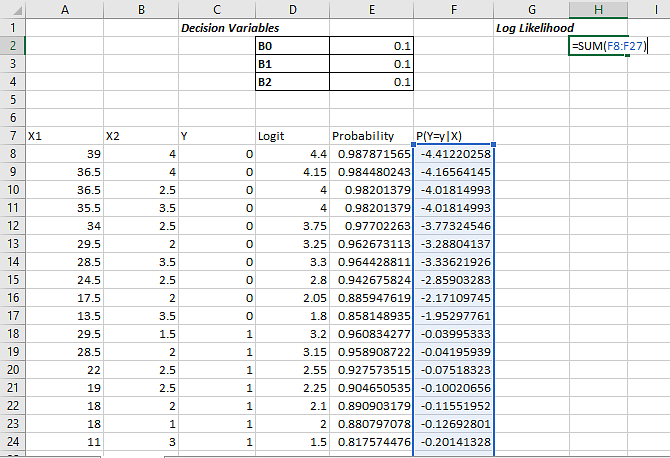 A B C D E F G H I
1 Decision Variables Log Likelihood
2 B0 0.1 =SUM(F8:F27)
3 B1 0.1
4 B2 0.1
5
6
7 X1 X2 Y Logit Probability P(Y=y|X)
8 39 4 0 4.4 0.987871565 -4.41220258
9 36.5 4 0 4.15 0.984480243 -4.16564145
10 36.5 2.5 0 4 0.98201379 -4.01814993
11 35.5 3.5 0 4 0.98201379 -4.01814993
12 34 2.5 0 3.75 0.97702263 -3.77324546
13 29.5 2 0 3.25 0.962673113 -3.28804137
14 28.5 3.5 0 3.3 0.964428811 -3.33621926
15 24.5 2.5 0 2.8 0.942675824 -2.85903283
16 17.5 2 0 2.05 0.885947619 -2.17109745
17 13.5 3.5 0 1.8 0.858148935 -1.95297761
18 29.5 1.5 1 3.2 0.960834277 -0.03995333
19 28.5 2 1 3.15 0.958908722 -0.04195939
20 22 2.5 1 2.55 0.927573515 -0.07518323
21 19 2.5 1 2.25 0.904650535 -0.10020656
22 18 2 1 2.1 0.890903179 -0.11551952
23 18 1 1 2 0.880797078 -0.12692801
24 11 3 1 1.5 0.817574476 -0.20141328